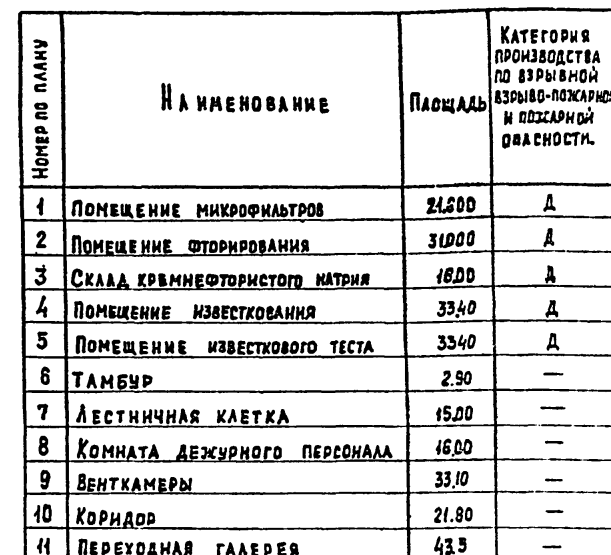 Номер по плану
Наименование
Площадь
Категория
производства
по взрывной
взрыво-пожарной
и пожарной
опасности.
1 Помещение микрофильтров 21.600 Д
2 Помещение фторирования 31.000 Д
3 Склад кремнефтористого натрия 16.00 Д
4 Помещение известкования 33.40 Д
5 Помещение известкового теста 33.40 Д
6 Тамбур 2.90 —
7 Лестничная клетка 15.00 —
8 Комната дежурного персонала 16.00 —
9 Венткамеры 33.10 —
10 Коридор 21.80 —
11 Переходная галерея 43.5 —